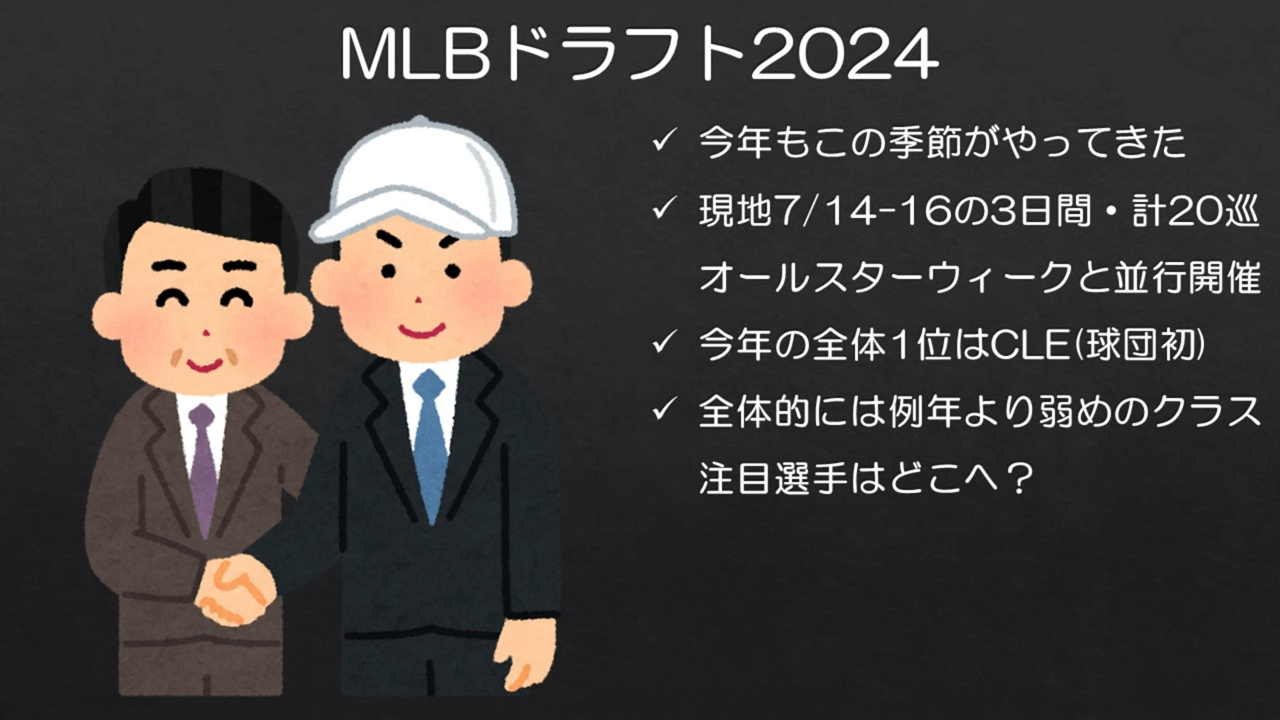 MLBドラフト2024
✓ 今年もこの季節がやってきた
✓ 現地7/14-16の3日間・計20巡
オールスターウィークと並行開催
✓ 今年の全体1位はCLE(球団初)
✓ 全体的には例年より弱めのクラス
注目選手はどこへ？